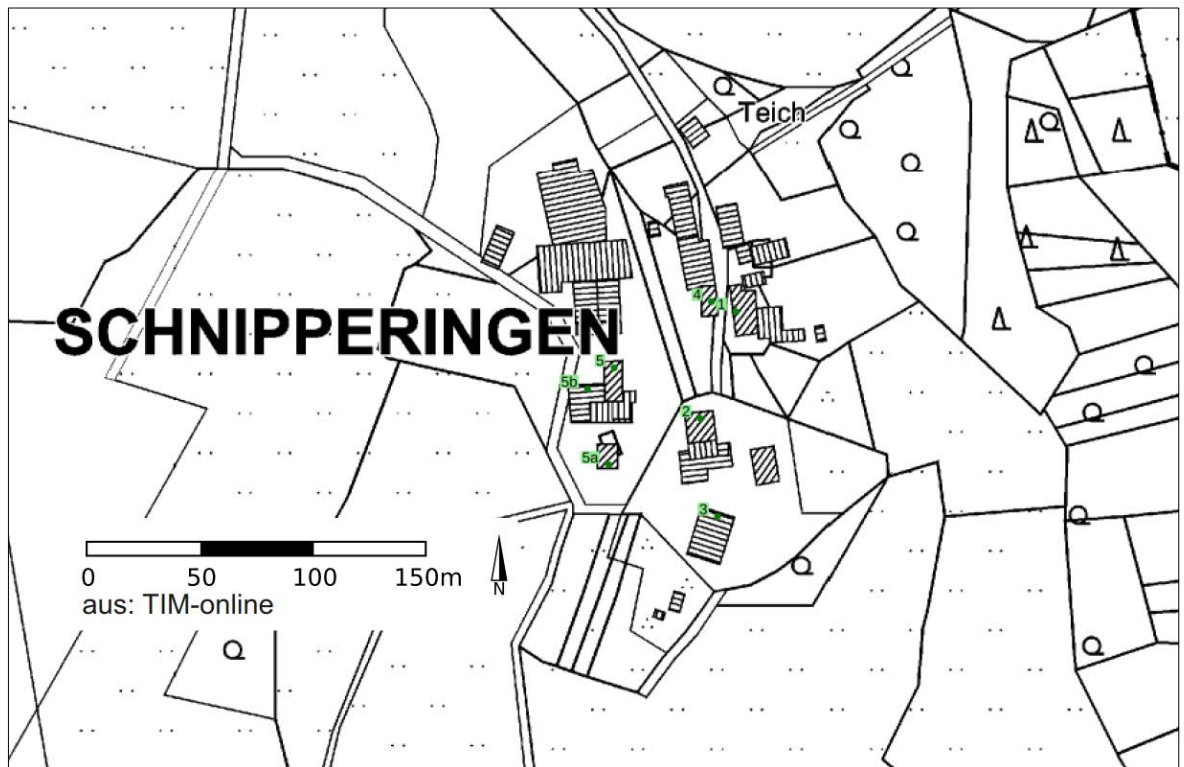 Teich
4
1
SCHNIPPERINGEN
5
5b
2
5a
3
0 50 100 150m
N
aus: TIM-online